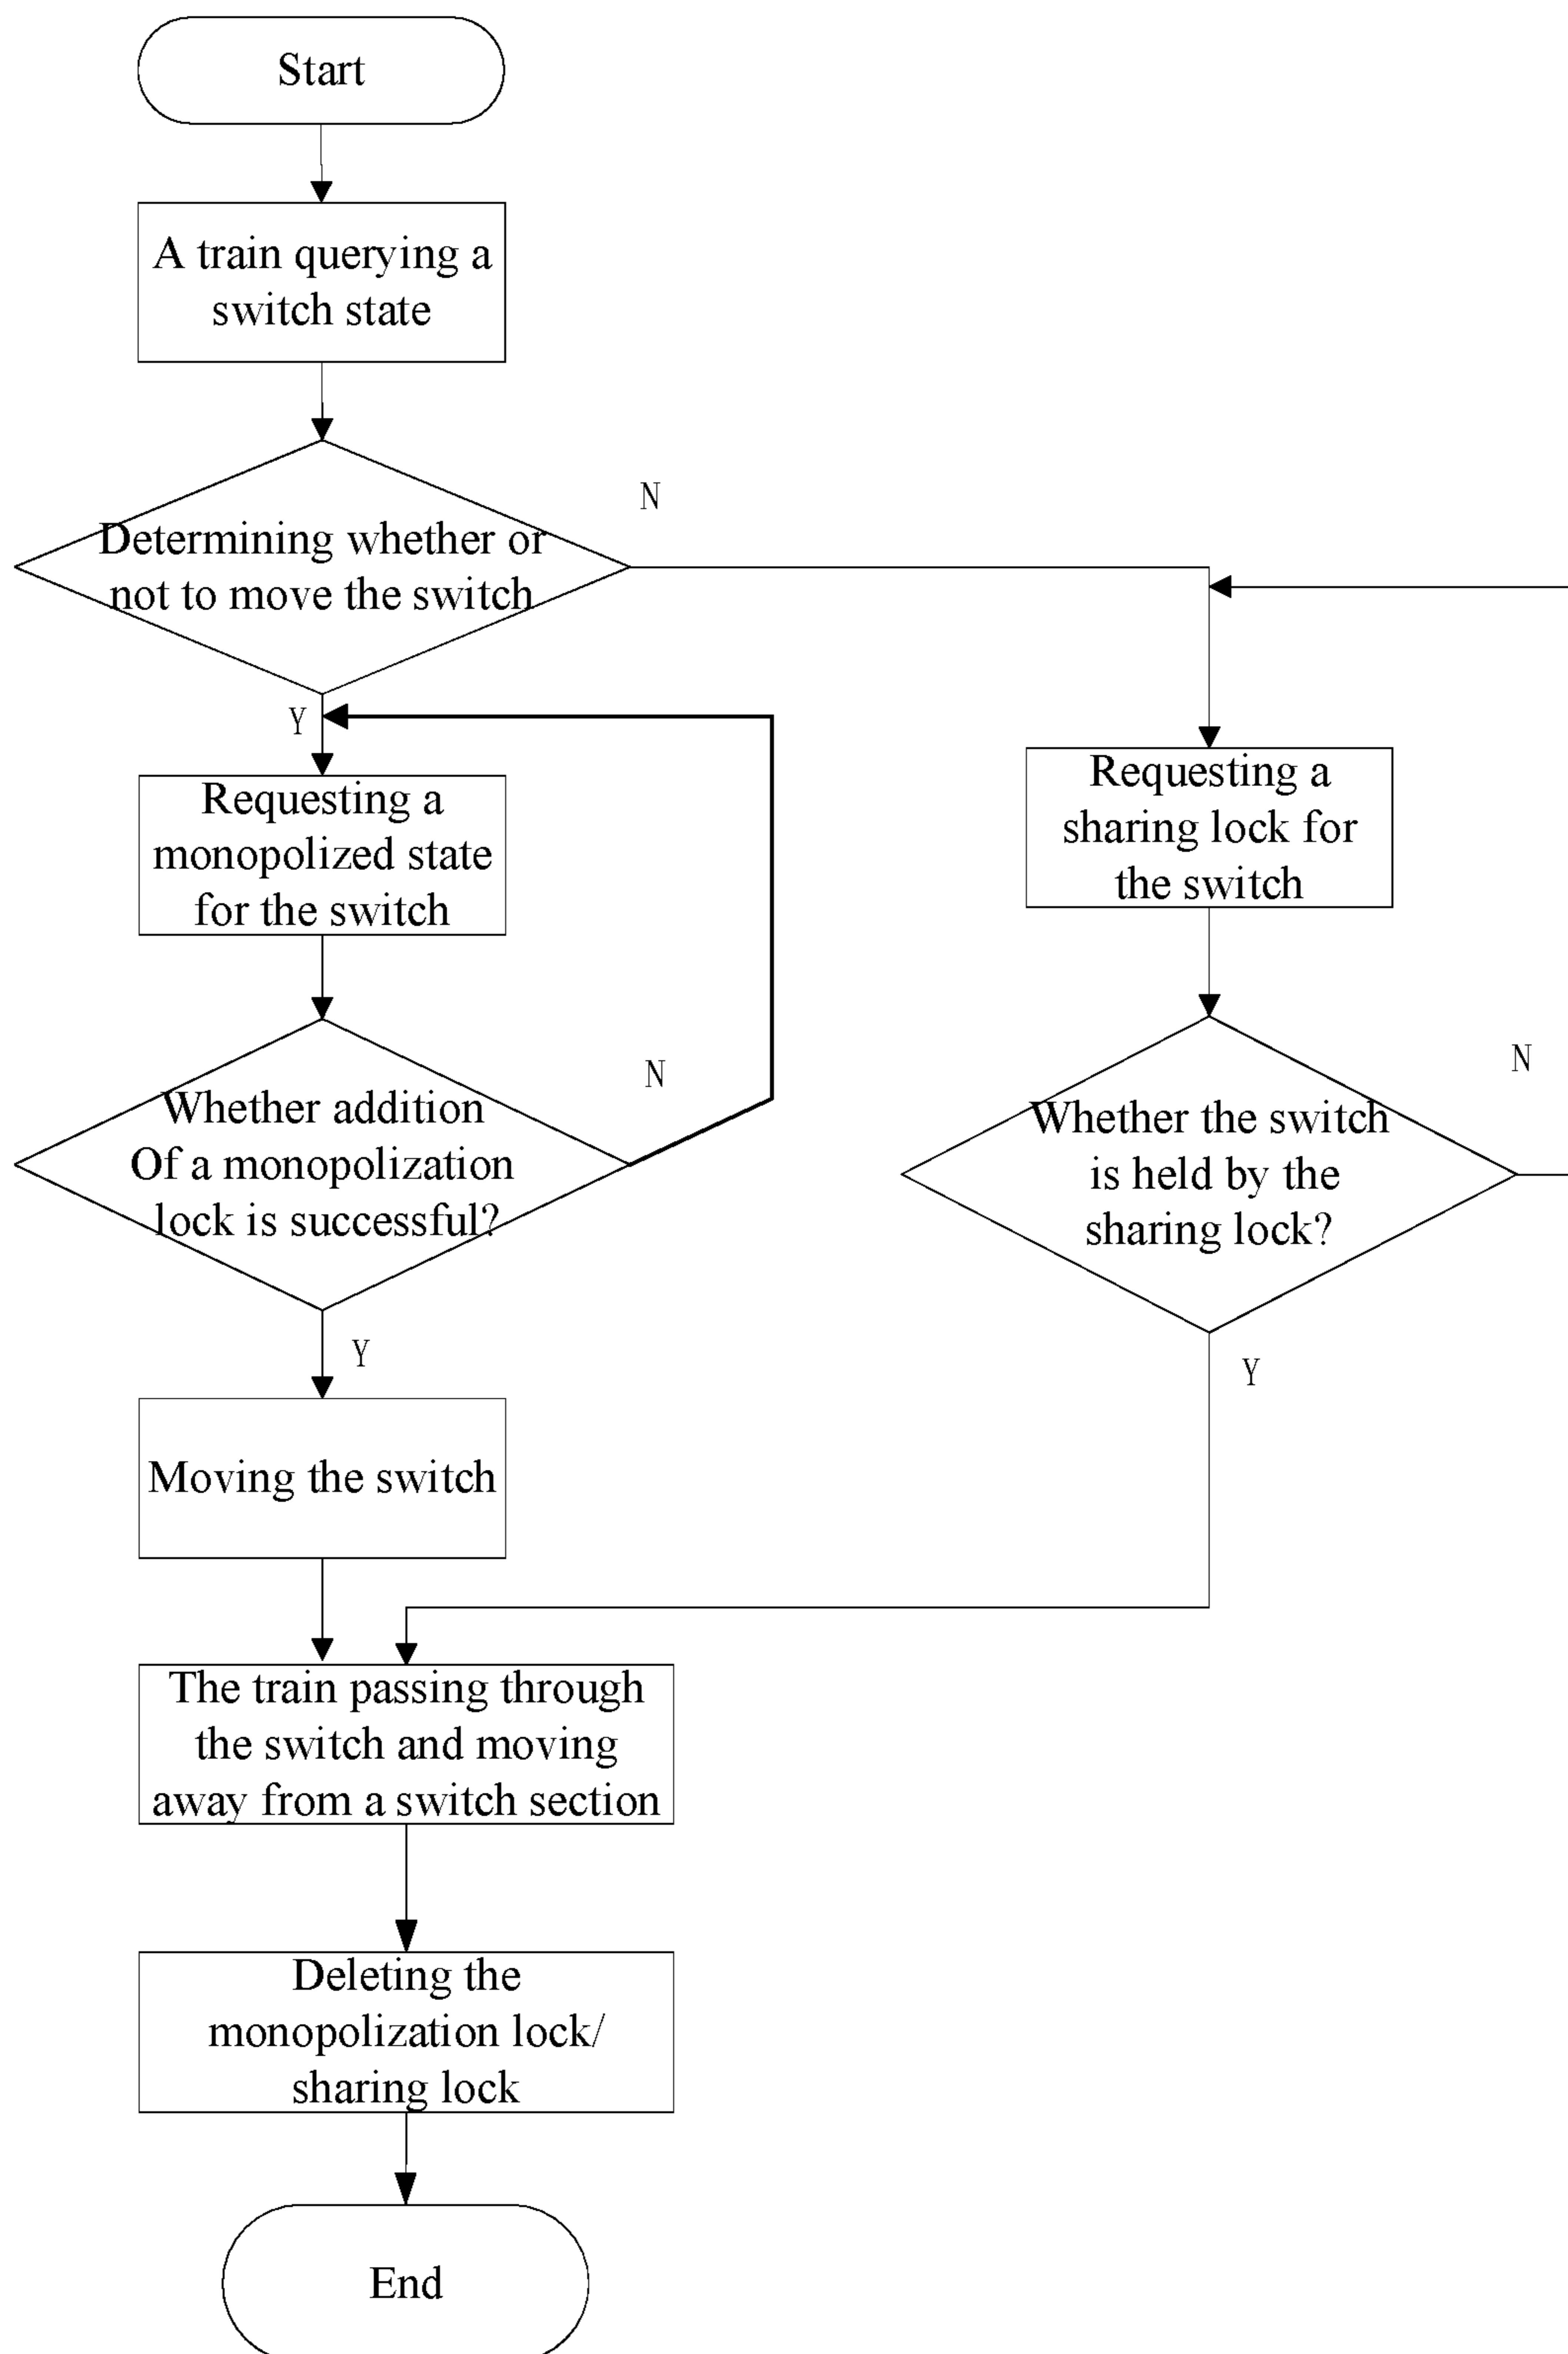 Start
A train querying a
switch state
N
Determining whether or
not to move the switch
Y
Requesting a
monopolized state
for the switch
Requesting a
sharing lock for
the switch
N
Whether addition
Of a monopolization
lock is successful?
Y
N
Whether the switch
is held by the
sharing lock?
Y
Moving the switch
The train passing through
the switch and moving
away from a switch section
Deleting the
monopolization lock/
sharing lock
End